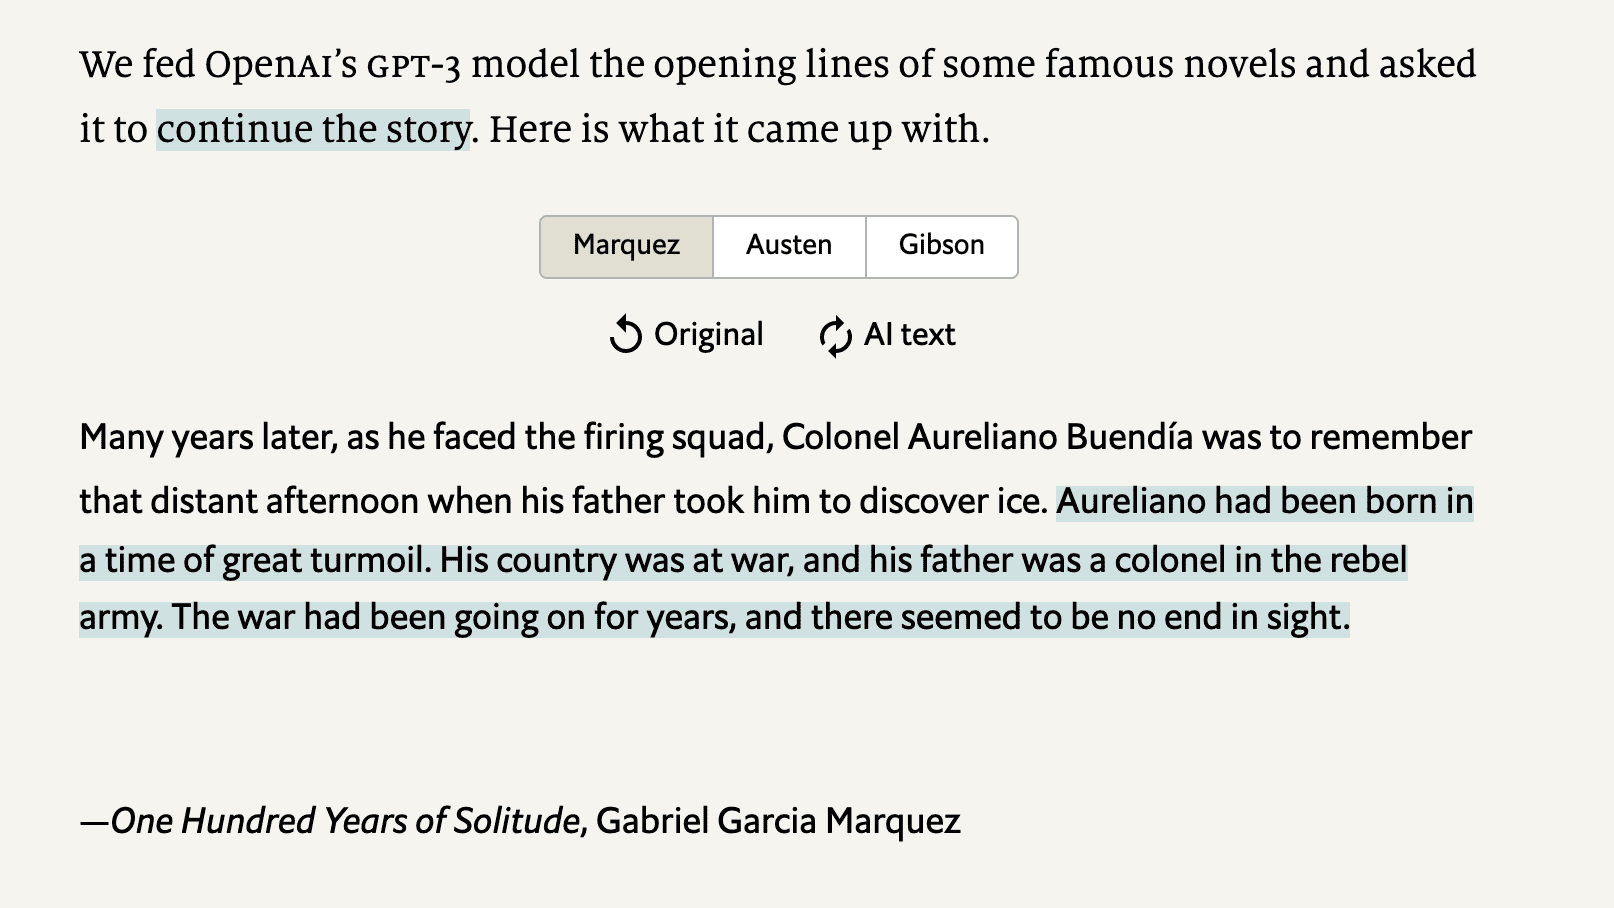 We fed OpenAI’s GPT-3 model the opening lines of some famous novels and asked
it to continue the story. Here is what it came up with.
Marquez Austen Gibson
Original AI text
Many years later, as he faced the firing squad, Colonel Aureliano Buendía was to remember
that distant afternoon when his father took him to discover ice. Aureliano had been born in
a time of great turmoil. His country was at war, and his father was a colonel in the rebel
army. The war had been going on for years, and there seemed to be no end in sight.
—One Hundred Years of Solitude, Gabriel Garcia Marquez